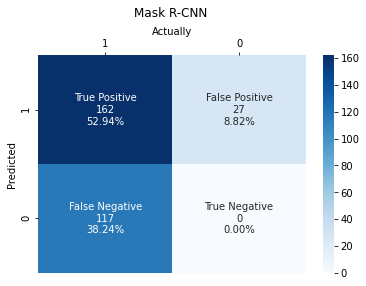 Mask R-CNN
Actually
1 0
Predicted
1
True Positive
162
52.94%
False Positive
27
8.82%
0
False Negative
117
38.24%
True Negative
0
0.00%
160
140
120
100
80
60
40
20
0